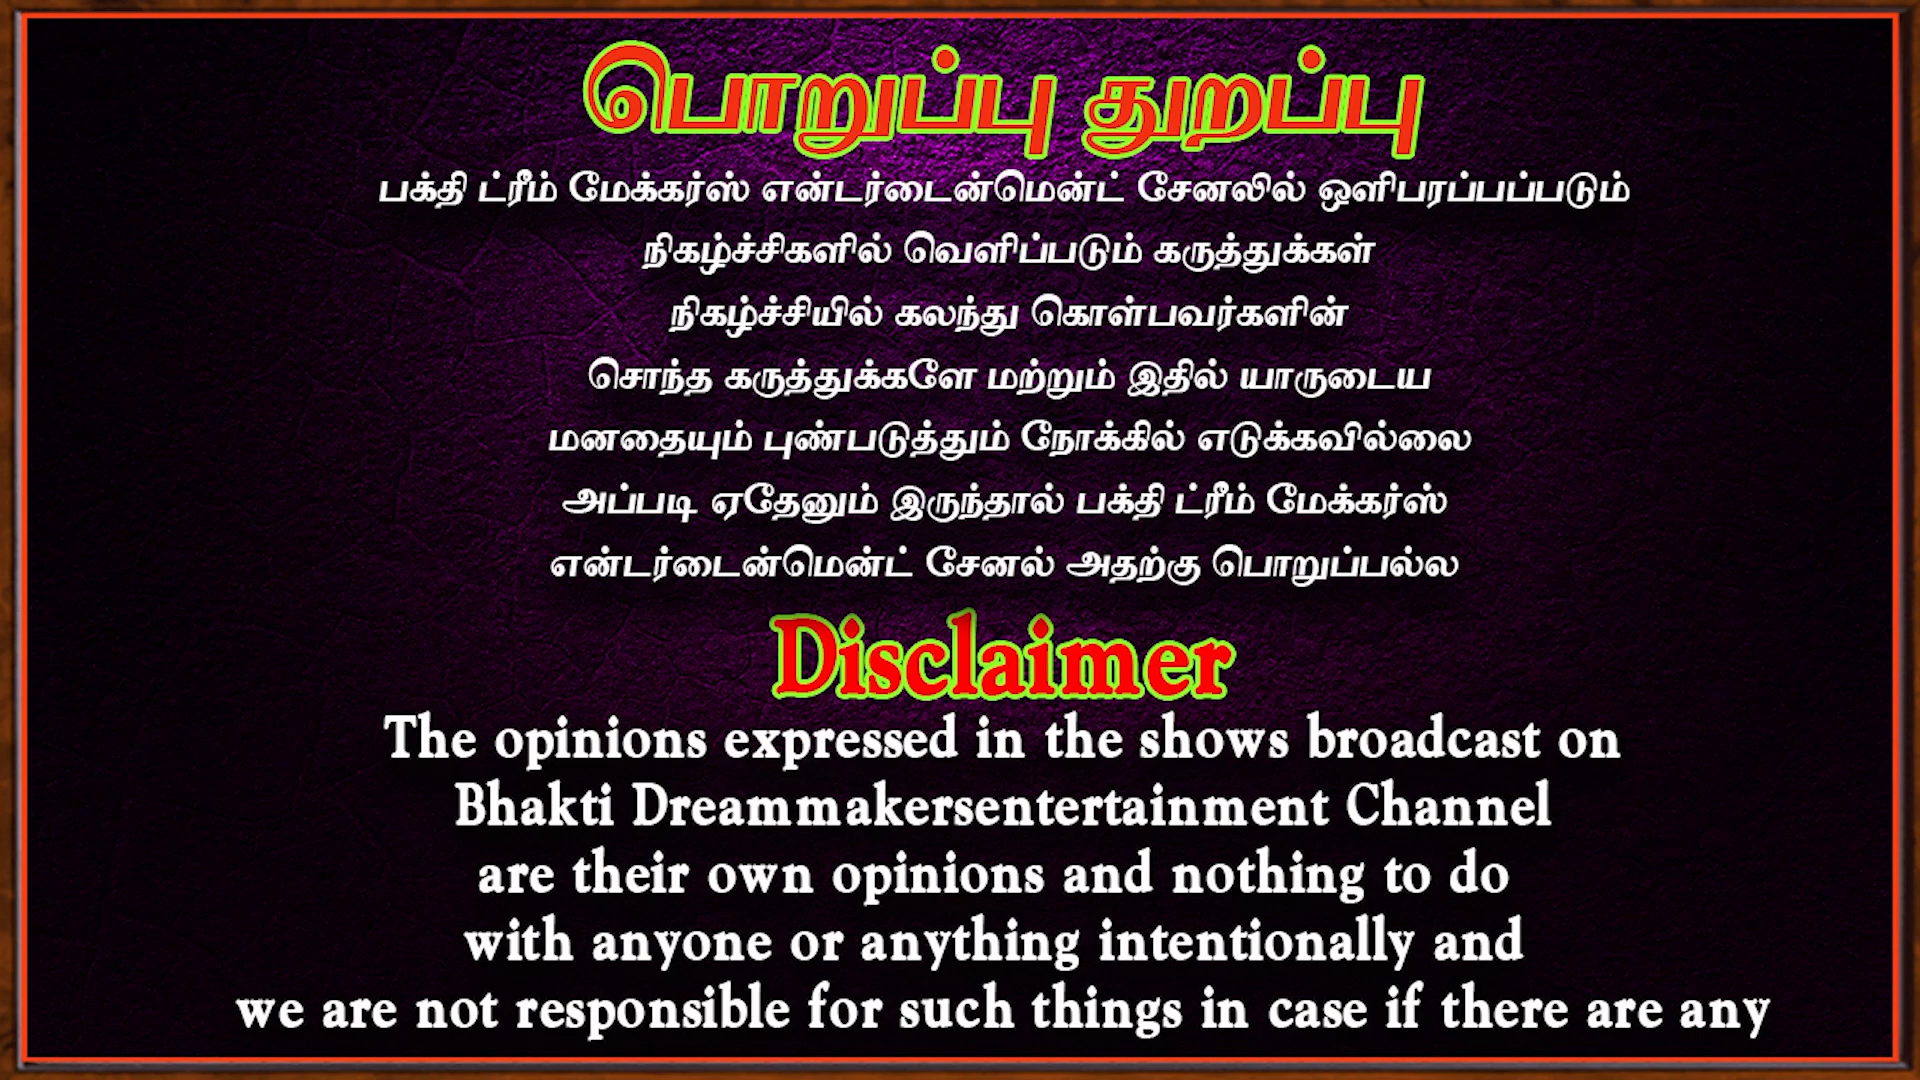 பொறுப்பு துறப்பு
பக்தி ட்ரீம் மேக்கர்ஸ் என்டர்டைன்மென்ட் சேனலில் ஒளிபரப்பப்படும்
நிகழ்ச்சிகளில் வெளிப்படும் கருத்துக்கள்
நிகழ்ச்சியில் கலந்து கொள்பவர்களின்
சொந்த கருத்துக்களே மற்றும் இதில் யாருடைய
மனதையும் புண்படுத்தும் நோக்கில் எடுக்கவில்லை
அப்படி ஏதேனும் இருந்தால் பக்தி ட்ரீம் மேக்கர்ஸ்
என்டர்டைன்மென்ட் சேனல் அதற்கு பொறுப்பல்ல
Disclaimer
The opinions expressed in the shows broadcast on
Bhakti Dreammakersentertainment Channel
are their own opinions and nothing to do
with anyone or anything intentionally and
we are not responsible for such things in case if there are any